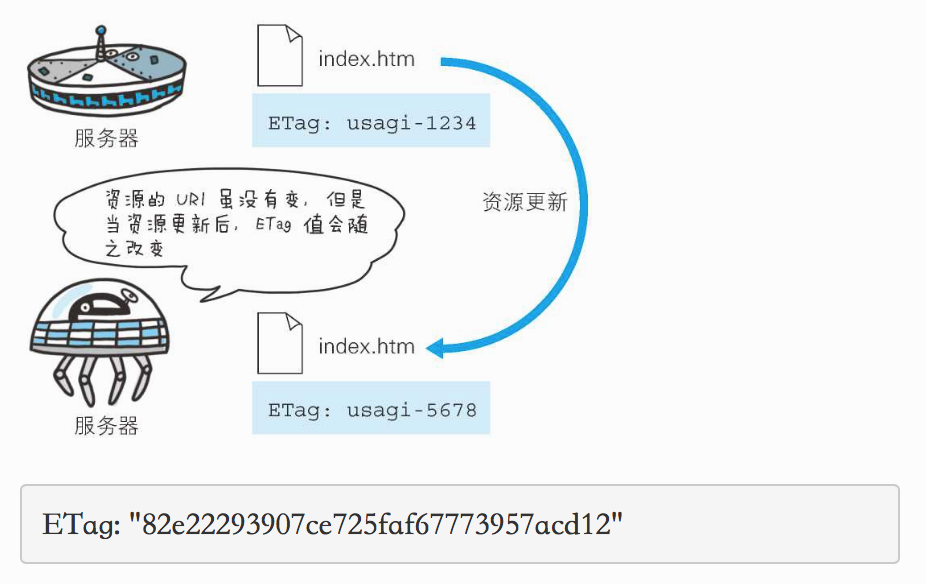 index.htm
ETag: usagi-1234
服务器
资源的 URI 虽没有变, 但是
当资源更新后, ETag 值会随
之改变
资源更新
index.htm
ETag: usagi-5678
服务器
ETag: "82e22293907ce725faf67773957acd12"